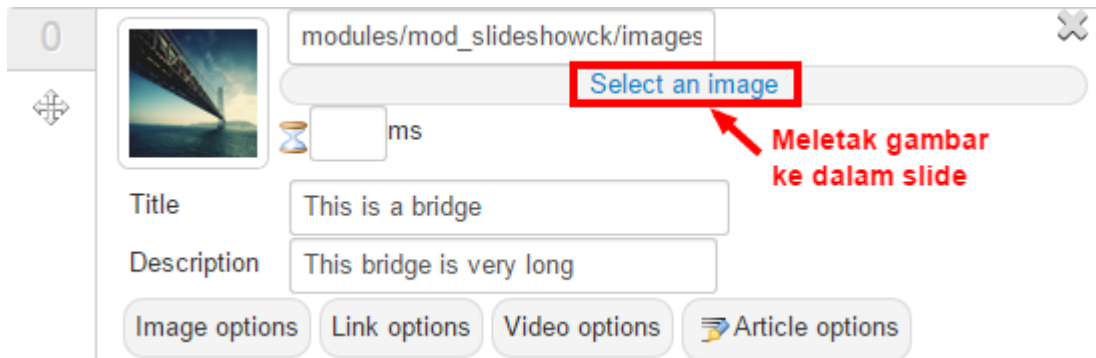 0
modules/mod_slideshowck/images
Select an image
ms
Meletak gambar
ke dalam slide
Title
This is a bridge
Description
This bridge is very long
Image options
Link options
Video options
Article options